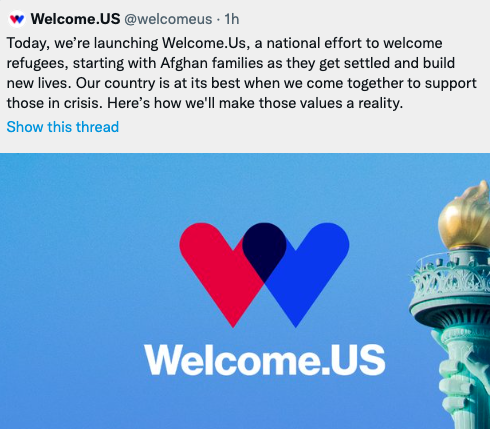 Welcome.US @welcomeus · 1h
Today, we’re launching Welcome.Us, a national effort to welcome
refugees, starting with Afghan families as they get settled and build
new lives. Our country is at its best when we come together to support
those in crisis. Here’s how we'll make those values a reality.
Show this thread
Welcome.US